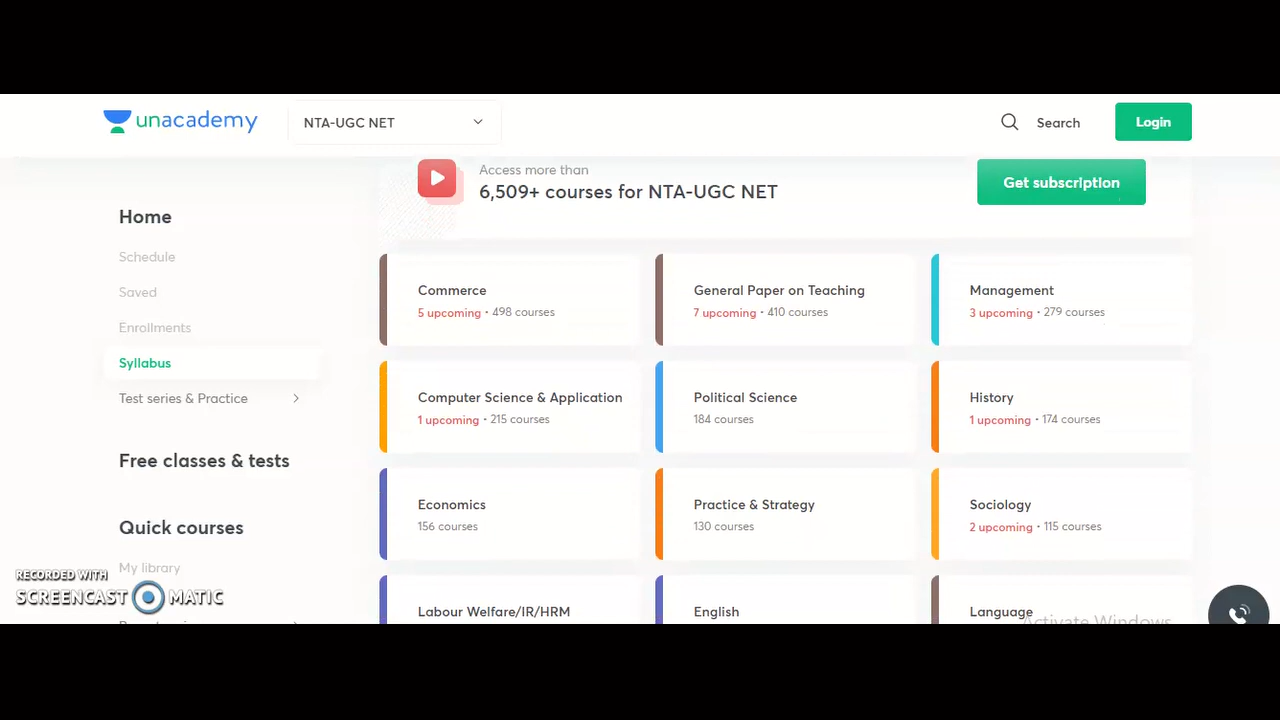 unacademy
NTA-UGC NET
Search
Login
Access more than
6,509+ courses for NTA-UGC NET
Get subscription
Home
Schedule
Saved
Enrollments
Syllabus
Test series & Practice
Free classes & tests
Quick courses
My library
Commerce
5 upcoming • 498 courses
General Paper on Teaching
7 upcoming • 410 courses
Management
3 upcoming • 279 courses
Computer Science & Application
1 upcoming • 215 courses
Political Science
184 courses
History
1 upcoming • 174 courses
Economics
156 courses
Practice & Strategy
130 courses
Sociology
2 upcoming • 115 courses
Labour Welfare/IR/HRM
English
Language
Activate Windows
RECORDED WITH
SCREENCAST MATIC